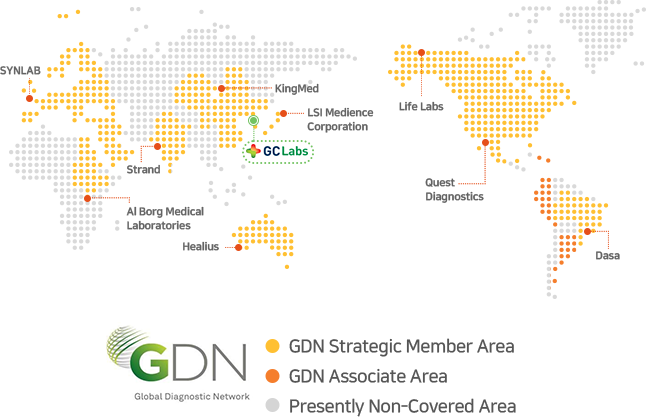 SYNLAB
KingMed
LSI Medience
Corporation
GC Labs
Strand
Al Borg Medical
Laboratories
Healius
Life Labs
Quest
Diagnostics
Dasa
GDN
Global Diagnostic Network
GDN Strategic Member Area
GDN Associate Area
Presently Non-Covered Area